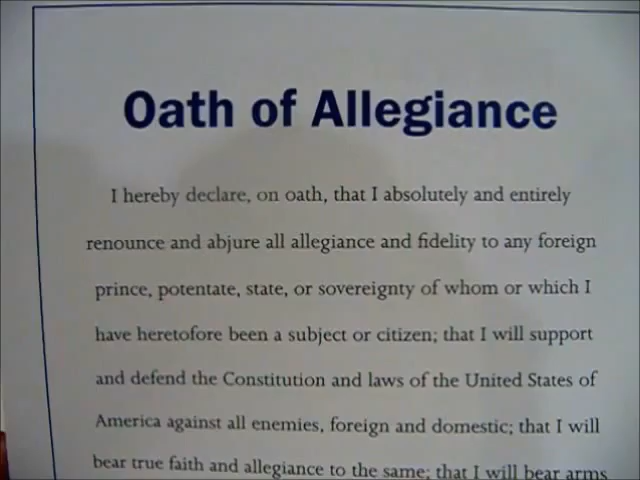 Oath of Allegiance
I hereby declare, on oath, that I absolutely and entirely
renounce and abjure all allegiance and fidelity to any foreign
prince, potentate, state, or sovereignty of whom or which I
have heretofore been a subject or citizen; that I will support
and defend the Constitution and laws of the United States of
America against all enemies, foreign and domestic; that I will
bear true faith and allegiance to the same; that I will bear arms